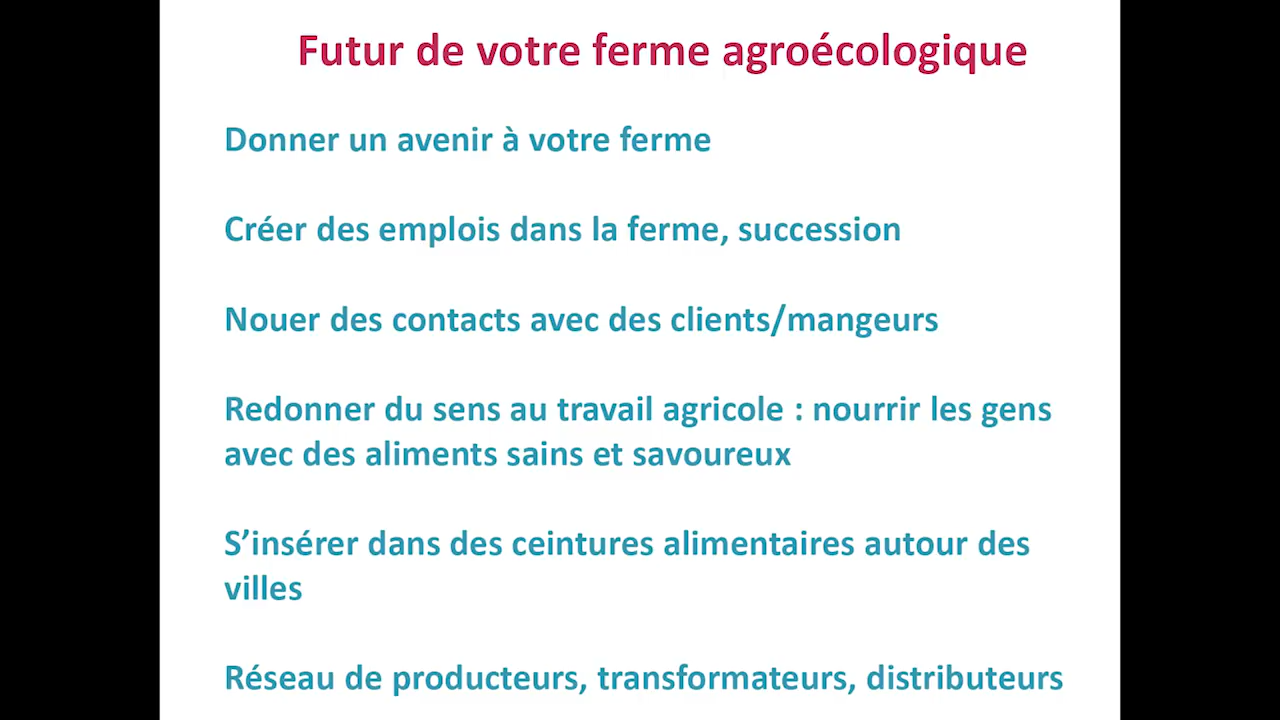 Futur de votre ferme agroécologique
Donner un avenir à votre ferme
Créer des emplois dans la ferme, succession
Nouer des contacts avec des clients/mangeurs
Redonner du sens au travail agricole : nourrir les gens
avec des aliments sains et savoureux
S’insérer dans des ceintures alimentaires autour des
villes
Réseau de producteurs, transformateurs, distributeurs